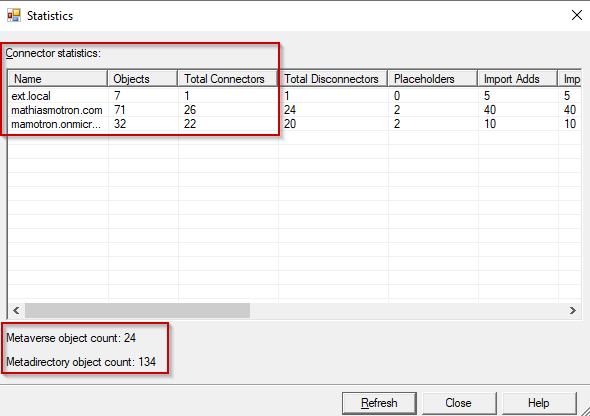 Statistics
Connector statistics:
Name Objects Total Connectors Total Disconnectors Placeholders Import Adds Imp
ext.local 7 1 1 0 5 5
mathiasmotron.com 71 26 24 2 40 40
mamotron.onmicr... 32 22 20 2 10 10
Metaverse object count: 24
Metadirectory object count: 134
Refresh Close Help